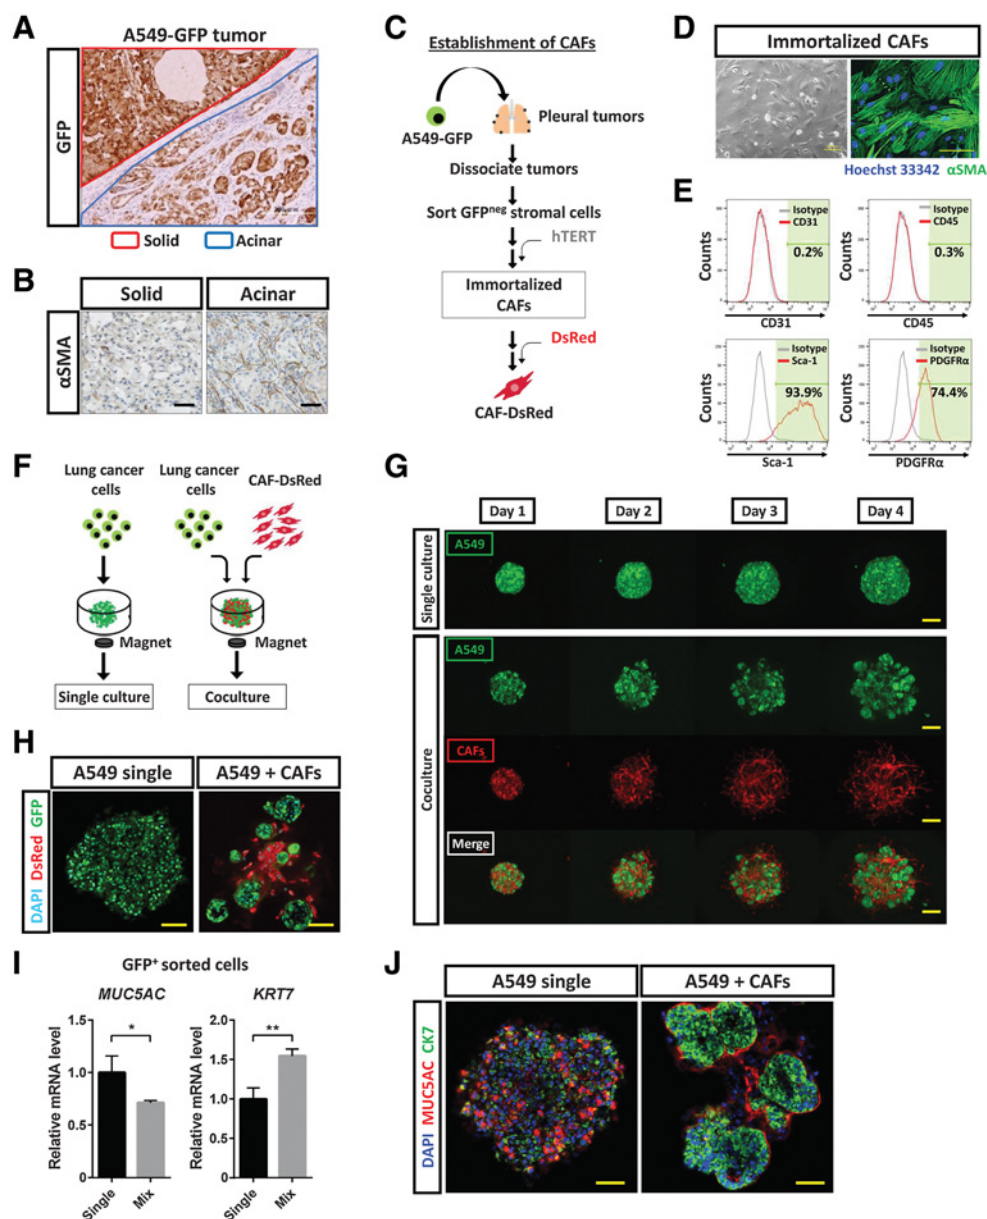 A
A549-GFP tumor
GFP
Solid
Acinar
B
Solid
Acinar
αSMA
C
Establishment of CAFs
A549-GFP
Pleural tumors
Dissociate tumors
Sort GFPneg stromal cells
hTERT
Immortalized
CAFs
DsRed
CAF-DsRed
D
Immortalized CAFs
Hoechst 33342 αSMA
E
Counts
Isotype
CD31
0.2%
CD31
Counts
Isotype
CD45
0.3%
CD45
Counts
Isotype
Sca-1
93.9%
Sca-1
Counts
Isotype
PDGFRα
74.4%
PDGFRα
F
Lung cancer
cells
Lung cancer
cells
CAF-DsRed
Magnet
Magnet
Single culture
Coculture
G
Day 1
Day 2
Day 3
Day 4
Single culture
A549
Coculture
A549
CAFs
Merge
H
A549 single
A549 + CAFs
DAPI DsRed GFP
I
GFP+ sorted cells
MUC5AC
Relative mRNA level
1.5
1.0
0.5
0.0
*
Single
Mix
KRT7
Relative mRNA level
2.0
1.5
1.0
0.5
0.0
**
Single
Mix
J
A549 single
A549 + CAFs
DAPI MUC5AC CK7